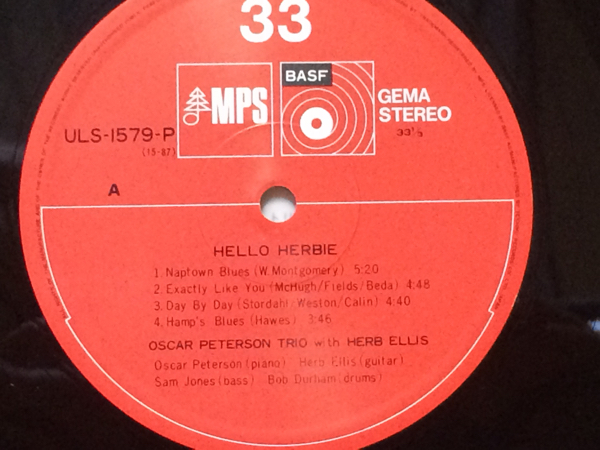 33
MPS
BASF
GEMA
STEREO
33⅓
ULS-1579-P
(15-87)
A
HELLO HERBIE
1. Naptown Blues (W. Montgomery) 5:20
2. Exactly Like You (McHugh/Fields/Beda) 4:48
3. Day By Day (Stordahl/Weston/Calin) 4:40
4. Hamp's Blues (Hawes) 3:46
OSCAR PETERSON TRIO with HERB ELLIS
Oscar Peterson (piano) Herb Ellis (guitar)
Sam Jones (bass) Bob Durham (drums)